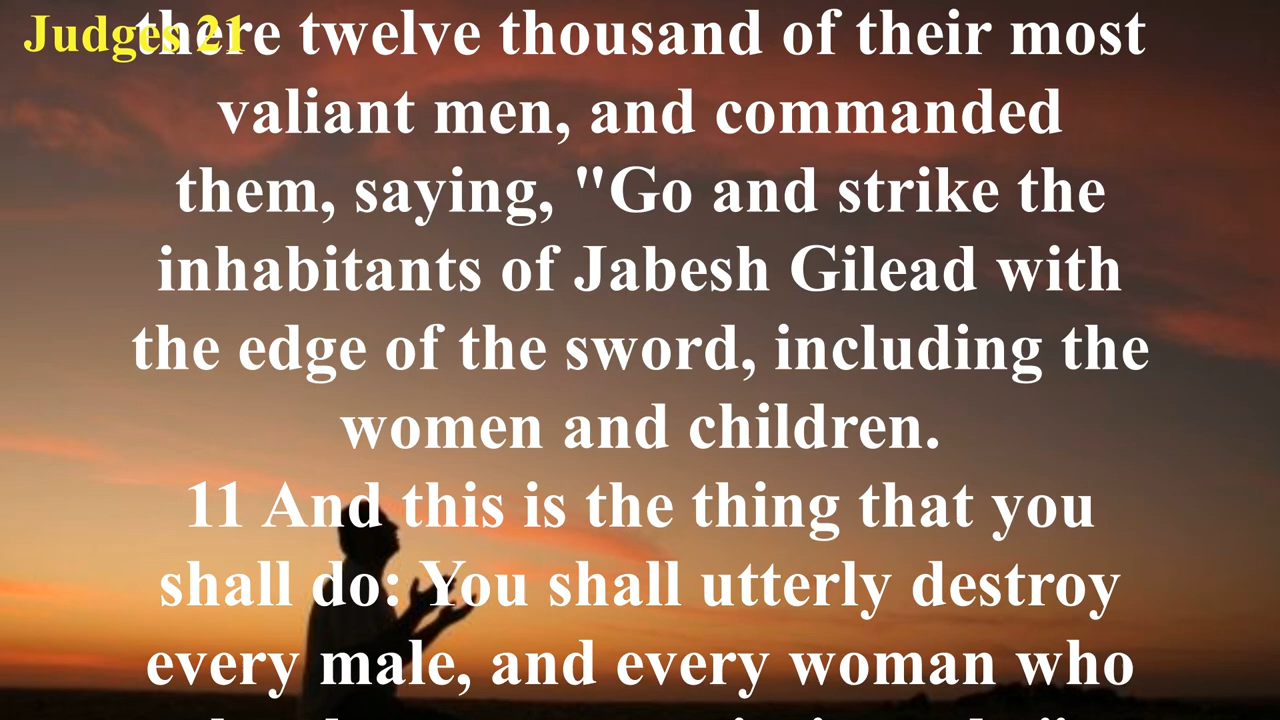 Judges 21
there twelve thousand of their most
valiant men, and commanded
them, saying, "Go and strike the
inhabitants of Jabesh Gilead with
the edge of the sword, including the
women and children.
11 And this is the thing that you
shall do: You shall utterly destroy
every male, and every woman who